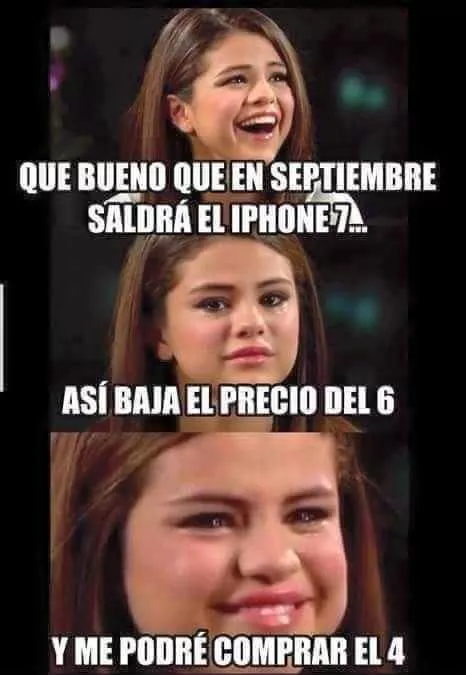 QUE BUENO QUE EN SEPTIEMBRE
SALDRÁ EL IPHONE 7...
ASÍ BAJA EL PRECIO DEL 6
Y ME PODRÉ COMPRAR EL 4